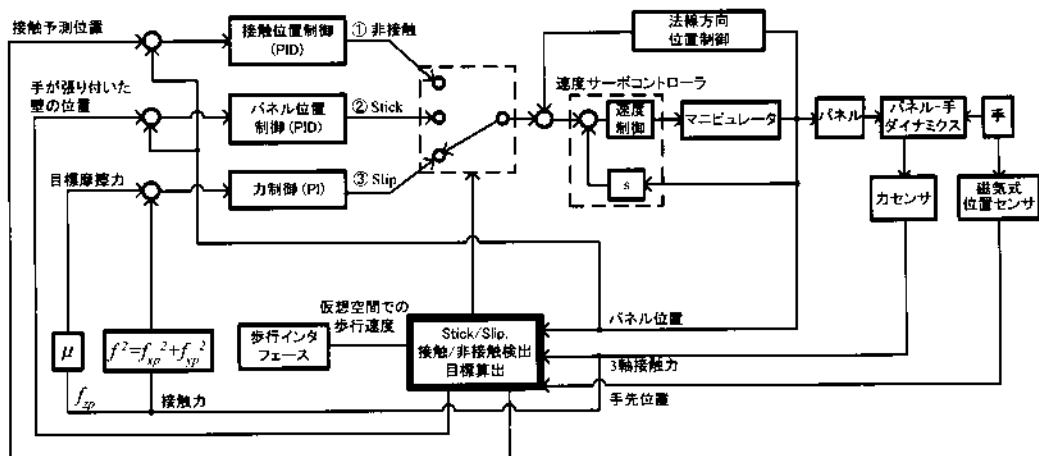 接触予測位置
接触位置制御
(PID)
① 非接触
法線方向
位置制御
手が張り付いた
壁の位置
パネル位置
制御(PID)
② Stick
速度サーボコントローラ
速度
制御
マニピュレータ
パネル
パネル-手
ダイナミクス
手
目標摩擦力
力制御(PI)
③ Slip
s
力センサ
磁気式
位置センサ
仮想空間での
歩行速度
歩行インタ
フェース
Stick/Slip,
接触/非接触検出
目標算出
パネル位置
3軸接触力
手先位置
μ
f²=f_xp²+f_yp²
f_zp
接触力